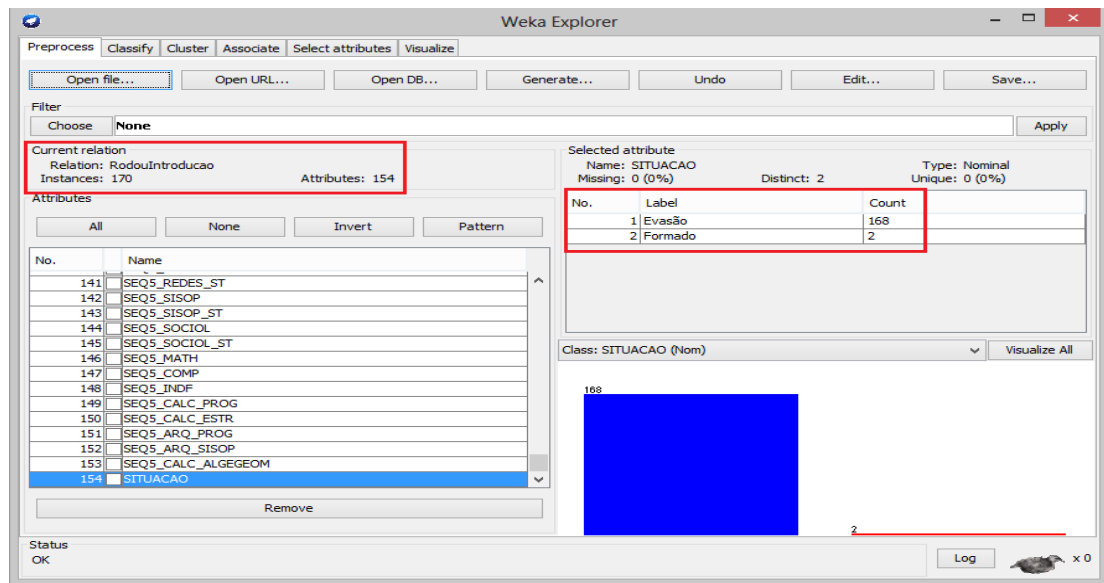 Weka Explorer
Preprocess Classify Cluster Associate Select attributes Visualize
Open file... Open URL... Open DB... Generate... Undo Edit... Save...
Filter
Choose None Apply
Current relation
Relation: RodouIntroducao
Instances: 170 Attributes: 154
Attributes
All None Invert Pattern
No. Name
141 SEQ5_REDES_ST
142 SEQ5_SISOP
143 SEQ5_SISOP_ST
144 SEQ5_SOCIOL
145 SEQ5_SOCIOL_ST
146 SEQ5_MATH
147 SEQ5_COMP
148 SEQ5_INDF
149 SEQ5_CALC_PROG
150 SEQ5_CALC_ESTR
151 SEQ5_ARQ_PROG
152 SEQ5_ARQ_SISOP
153 SEQ5_CALC_ALGEGEOM
154 SITUACAO
Remove
Selected attribute
Name: SITUACAO Type: Nominal
Missing: 0 (0%) Distinct: 2 Unique: 0 (0%)
No. Label Count
1 Evasão 168
2 Formado 2
Class: SITUACAO (Nom) Visualize All
168
2
Status
OK Log x 0